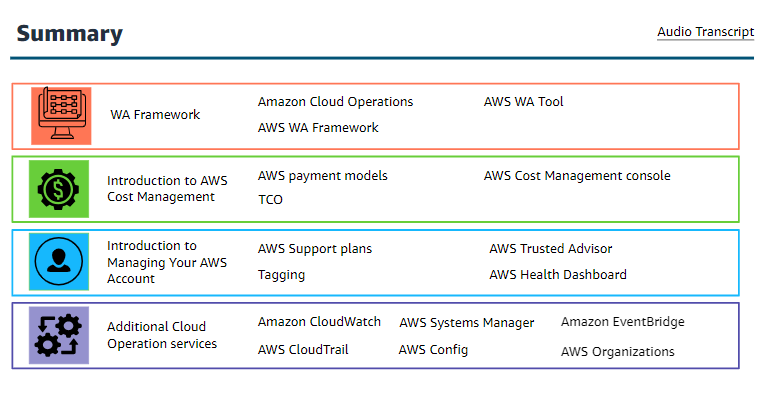 Summary
Audio Transcript
WA Framework
Amazon Cloud Operations
AWS WA Tool
AWS WA Framework
Introduction to AWS
Cost Management
AWS payment models
AWS Cost Management console
TCO
Introduction to
Managing Your AWS
Account
AWS Support plans
AWS Trusted Advisor
Tagging
AWS Health Dashboard
Additional Cloud
Operation services
Amazon CloudWatch
AWS Systems Manager
Amazon EventBridge
AWS CloudTrail
AWS Config
AWS Organizations